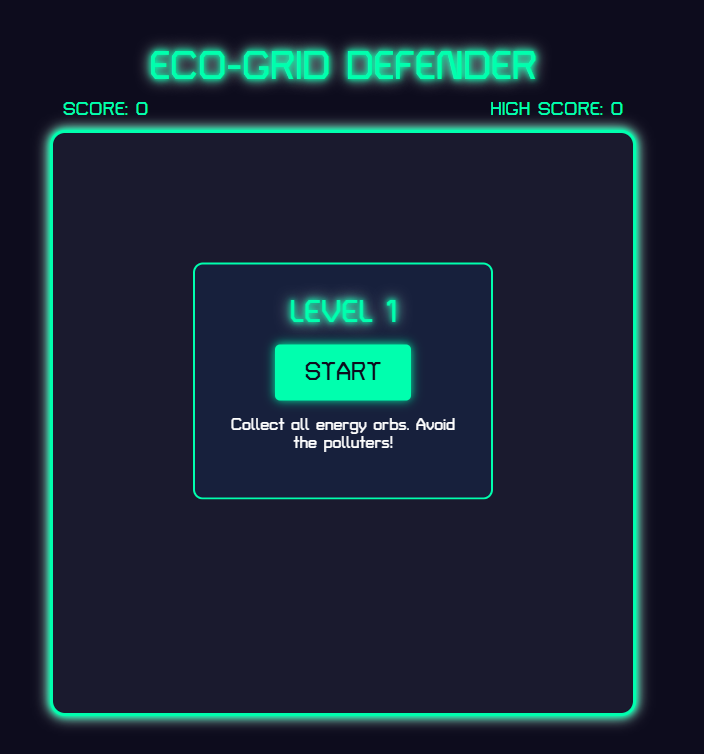 ECO-GRID DEFENDER
SCORE: 0
HIGH SCORE: 0
LEVEL 1
START
Collect all energy orbs. Avoid
the polluters!